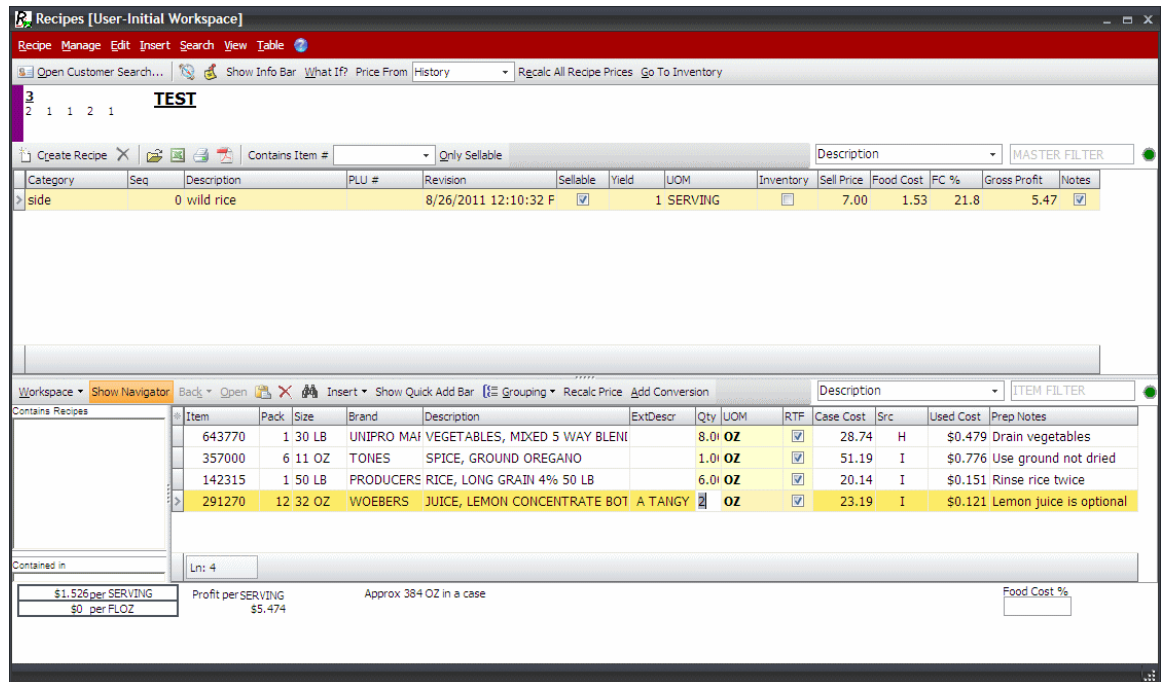 Recipes [User-Initial Workspace]
Recipe Manage Edit Insert Search View Table
Open Customer Search... Show Info Bar What If? Price From History Recalc All Recipe Prices Go To Inventory
3 TEST
2 1 1 2 1
Create Recipe Contains Item # Only Sellable Description MASTER FILTER
Category Seq Description PLU # Revision Sellable Yield UOM Inventory Sell Price Food Cost FC % Gross Profit Notes
side 0 wild rice 8/26/2011 12:10:32 F 1 SERVING 7.00 1.53 21.8 5.47
Workspace Show Navigator Back Open Insert Show Quick Add Bar Grouping Recalc Price Add Conversion Description ITEM FILTER
Contains Recipes
Item Pack Size Brand Description ExtDescr Qty UOM RTF Case Cost Src Used Cost Prep Notes
643770 1 30 LB UNIPRO MAF VEGETABLES, MIXED 5 WAY BLEND 8.0 OZ 28.74 H $0.479 Drain vegetables
357000 6 11 OZ TONES SPICE, GROUND OREGANO 1.0 OZ 51.19 I $0.776 Use ground not dried
142315 1 50 LB PRODUCERS RICE, LONG GRAIN 4% 50 LB 6.0 OZ 20.14 I $0.151 Rinse rice twice
291270 12 32 OZ WOEBERS JUICE, LEMON CONCENTRATE BOT A TANGY 2 OZ 23.19 I $0.121 Lemon juice is optional
Contained in
Ln: 4
$1.526 per SERVING Profit per SERVING Approx 384 OZ in a case Food Cost %
$0 per FLOZ $5.474